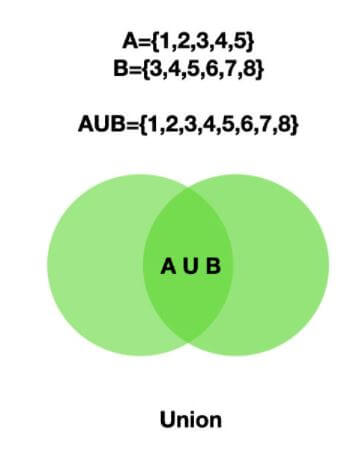 A={1,2,3,4,5}
B={3,4,5,6,7,8}
AUB={1,2,3,4,5,6,7,8}
A U B
Union